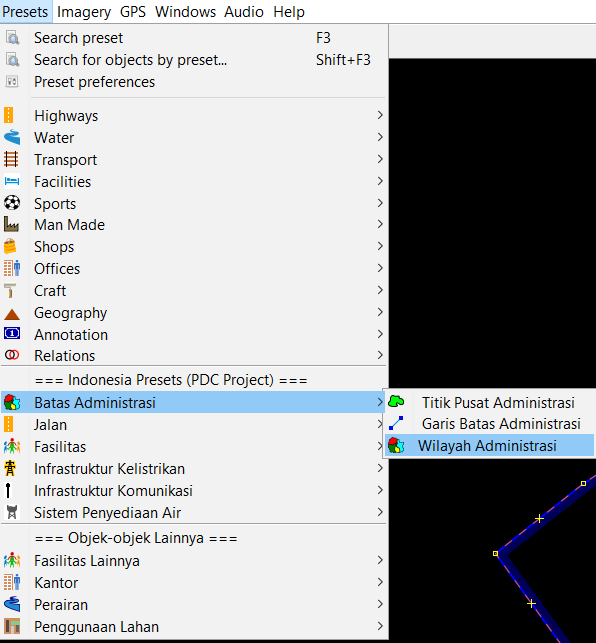 Presets Imagery GPS Windows Audio Help
Search preset F3
Search for objects by preset... Shift+F3
Preset preferences
Highways
Water
Transport
Facilities
Sports
Man Made
Shops
Offices
Craft
Geography
Annotation
Relations
=== Indonesia Presets (PDC Project) ===
Batas Administrasi
Titik Pusat Administrasi
Garis Batas Administrasi
Wilayah Administrasi
Jalan
Fasilitas
Infrastruktur Kelistrikan
Infrastruktur Komunikasi
Sistem Penyediaan Air
=== Objek-objek Lainnya ===
Fasilitas Lainnya
Kantor
Perairan
Penggunaan Lahan